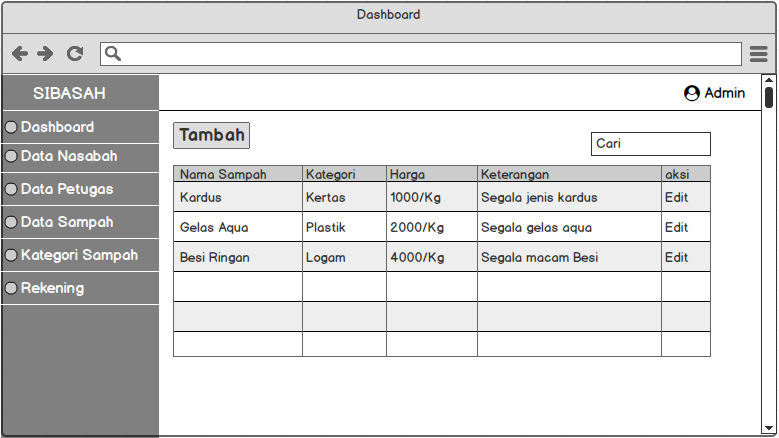 Dashboard
SIBASAH
Admin
Dashboard
Data Nasabah
Data Petugas
Data Sampah
Kategori Sampah
Rekening
Tambah
Cari
Nama Sampah Kategori Harga Keterangan aksi
Kardus Kertas 1000/Kg Segala jenis kardus Edit
Gelas Aqua Plastik 2000/Kg Segala gelas aqua Edit
Besi Ringan Logam 4000/Kg Segala macam Besi Edit